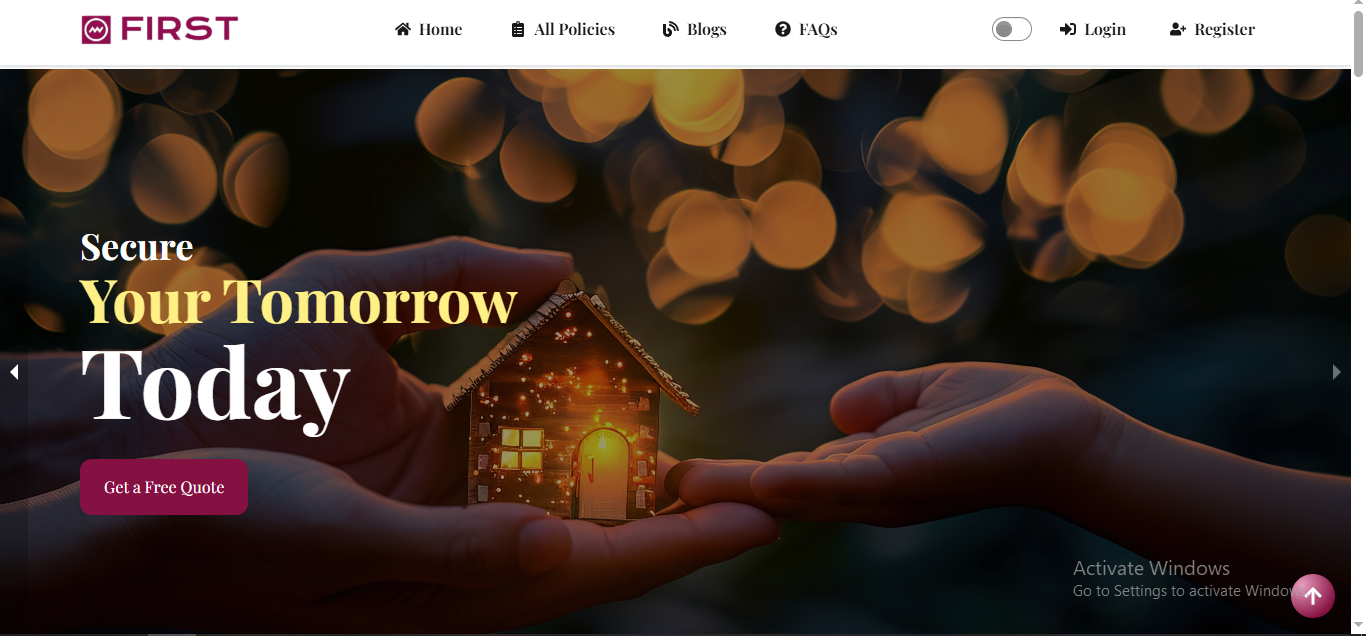 FIRST
Home
All Policies
Blogs
FAQs
Login
Register
Secure
Your Tomorrow
Today
Get a Free Quote
Activate Windows
Go to Settings to activate Windows